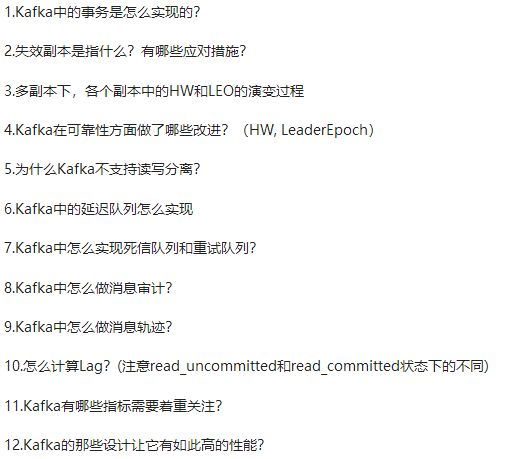 1.Kafka中的事务是怎么实现的?
2.失效副本是指什么？有哪些应对措施？
3.多副本下，各个副本中的HW和LEO的演变过程
4.Kafka在可靠性方面做了哪些改进？（HW, LeaderEpoch）
5.为什么Kafka不支持读写分离？
6.Kafka中的延迟队列怎么实现
7.Kafka中怎么实现死信队列和重试队列？
8.Kafka中怎么做消息审计？
9.Kafka中怎么做消息轨迹？
10.怎么计算Lag？(注意read_uncommitted和read_committed状态下的不同)
11.Kafka有哪些指标需要着重关注？
12.Kafka的那些设计让它有如此高的性能？